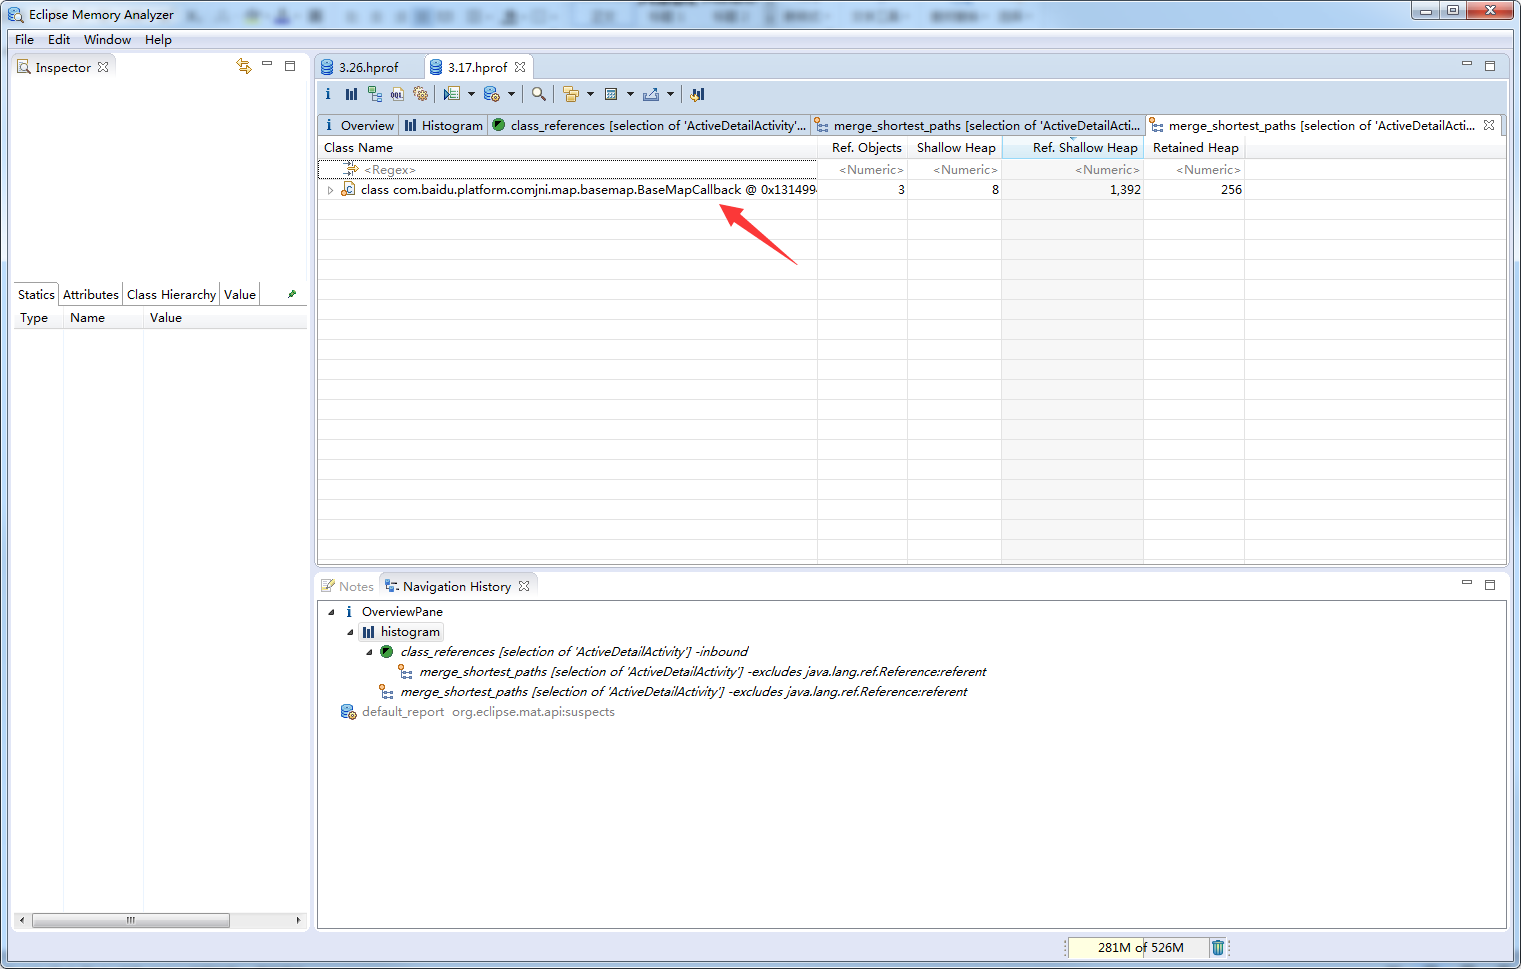 Eclipse Memory Analyzer
File Edit Window Help
Inspector
3.26.hprof 3.17.hprof
Overview Histogram class_references [selection of 'ActiveDetailActivity'... merge_shortest_paths [selection of 'ActiveDetailActi... merge_shortest_paths [selection of 'ActiveDetailActi...
Class Name Ref. Objects Shallow Heap Ref. Shallow Heap Retained Heap
<Regex> <Numeric> <Numeric> <Numeric> <Numeric>
class com.baidu.platform.comjni.map.basemap.BaseMapCallback @ 0x131499 3 8 1,392 256
Statics Attributes Class Hierarchy Value
Type Name Value
Notes Navigation History
OverviewPane
histogram
class_references [selection of 'ActiveDetailActivity'] -inbound
merge_shortest_paths [selection of 'ActiveDetailActivity'] -excludes java.lang.ref.Reference:referent
merge_shortest_paths [selection of 'ActiveDetailActivity'] -excludes java.lang.ref.Reference:referent
default_report org.eclipse.mat.api:suspects
281M of 526M